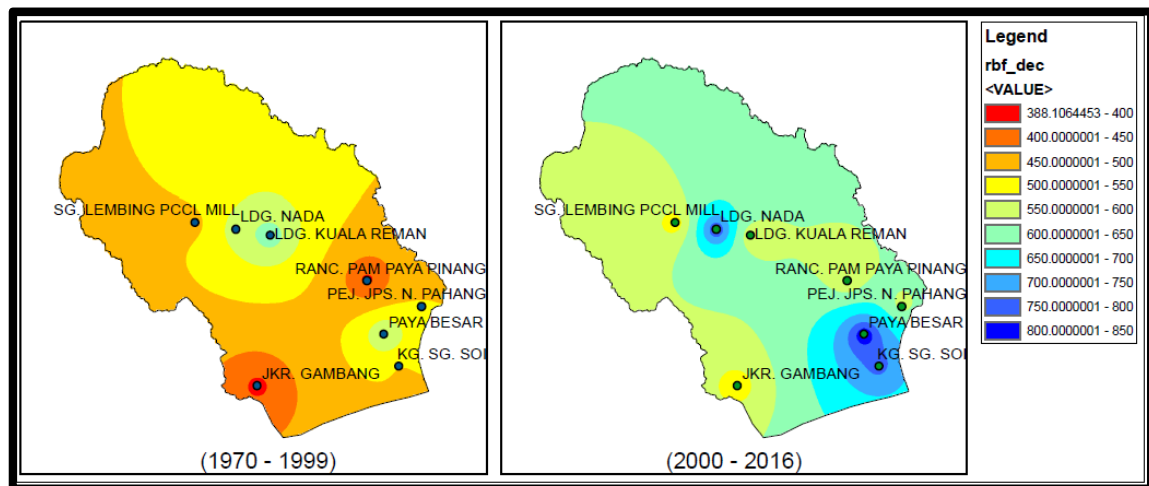 SG. LEMBING PCCL MILL
LDG. NADA
LDG. KUALA REMAN
RANC. PAM PAYA PINANG
PEJ. JPS. N. PAHANG
PAYA BESAR
KG. SG. SOI
JKR. GAMBANG
(1970 - 1999)
SG. LEMBING PCCL MILL
LDG. NADA
LDG. KUALA REMAN
RANC. PAM PAYA PINANG
PEJ. JPS. N. PAHANG
PAYA BESAR
KG. SG. SOI
JKR. GAMBANG
(2000 - 2016)
Legend
rbf_dec
<VALUE>
388.1064453 - 400
400.0000001 - 450
450.0000001 - 500
500.0000001 - 550
550.0000001 - 600
600.0000001 - 650
650.0000001 - 700
700.0000001 - 750
750.0000001 - 800
800.0000001 - 850